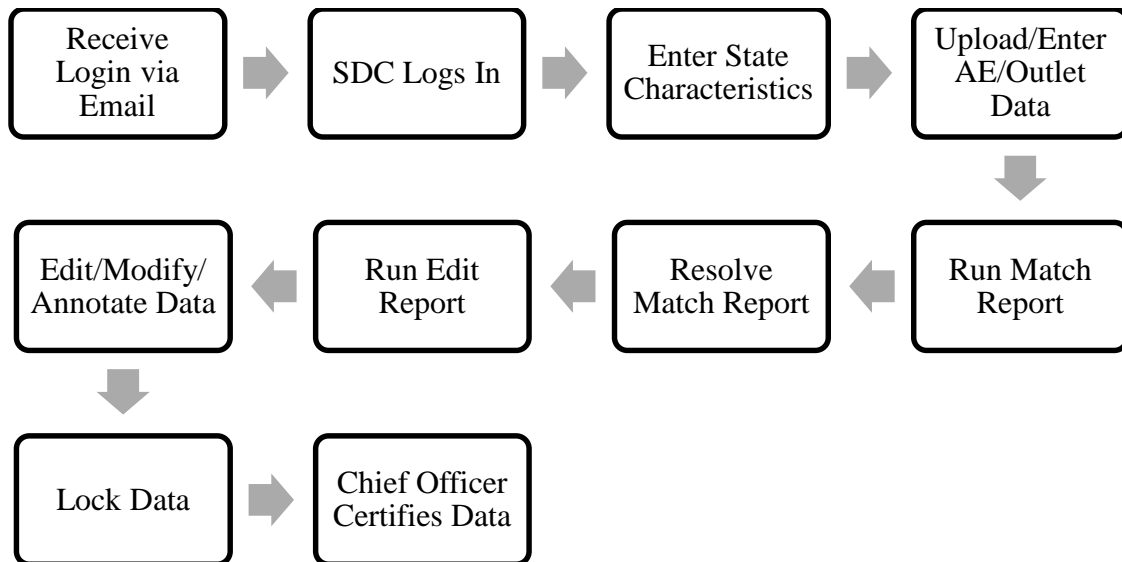 Receive
Login via
Email
SDC Logs In
Enter State
Characteristics
Upload/Enter
AE/Outlet
Data
Run Match
Report
Resolve
Match Report
Run Edit
Report
Edit/Modify/
Annotate Data
Lock Data
Chief Officer
Certifies Data